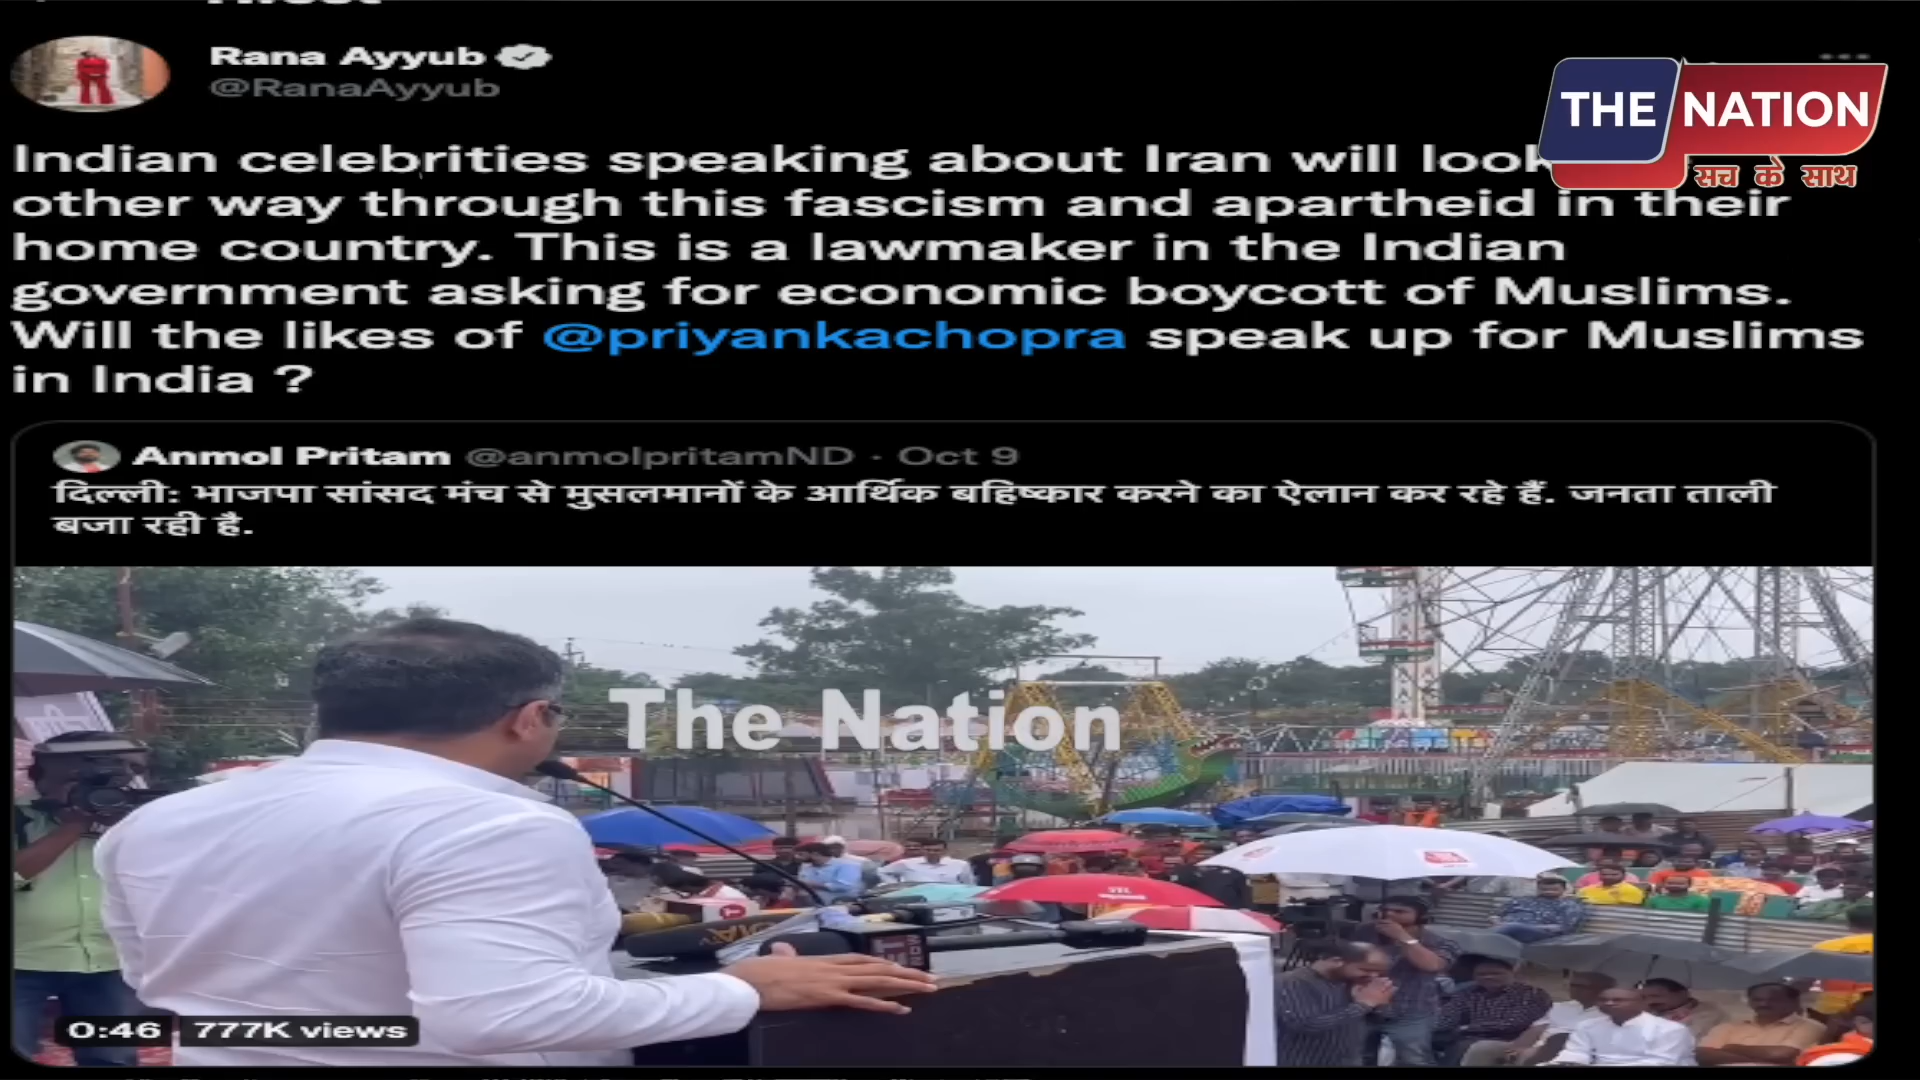 Rana Ayyub
@RanaAyyub
THE NATION
सच के साथ
Indian celebrities speaking about Iran will look
other way through this fascism and apartheid in their
home country. This is a lawmaker in the Indian
government asking for economic boycott of Muslims.
Will the likes of @priyankachopra speak up for Muslims
in India ?
Anmol Pritam @anmolpritamND · Oct 9
दिल्ली: भाजपा सांसद मंच से मुसलमानों के आर्थिक बहिष्कार करने का ऐलान कर रहे हैं. जनता ताली
बजा रही है.
The Nation
0:46 777K views